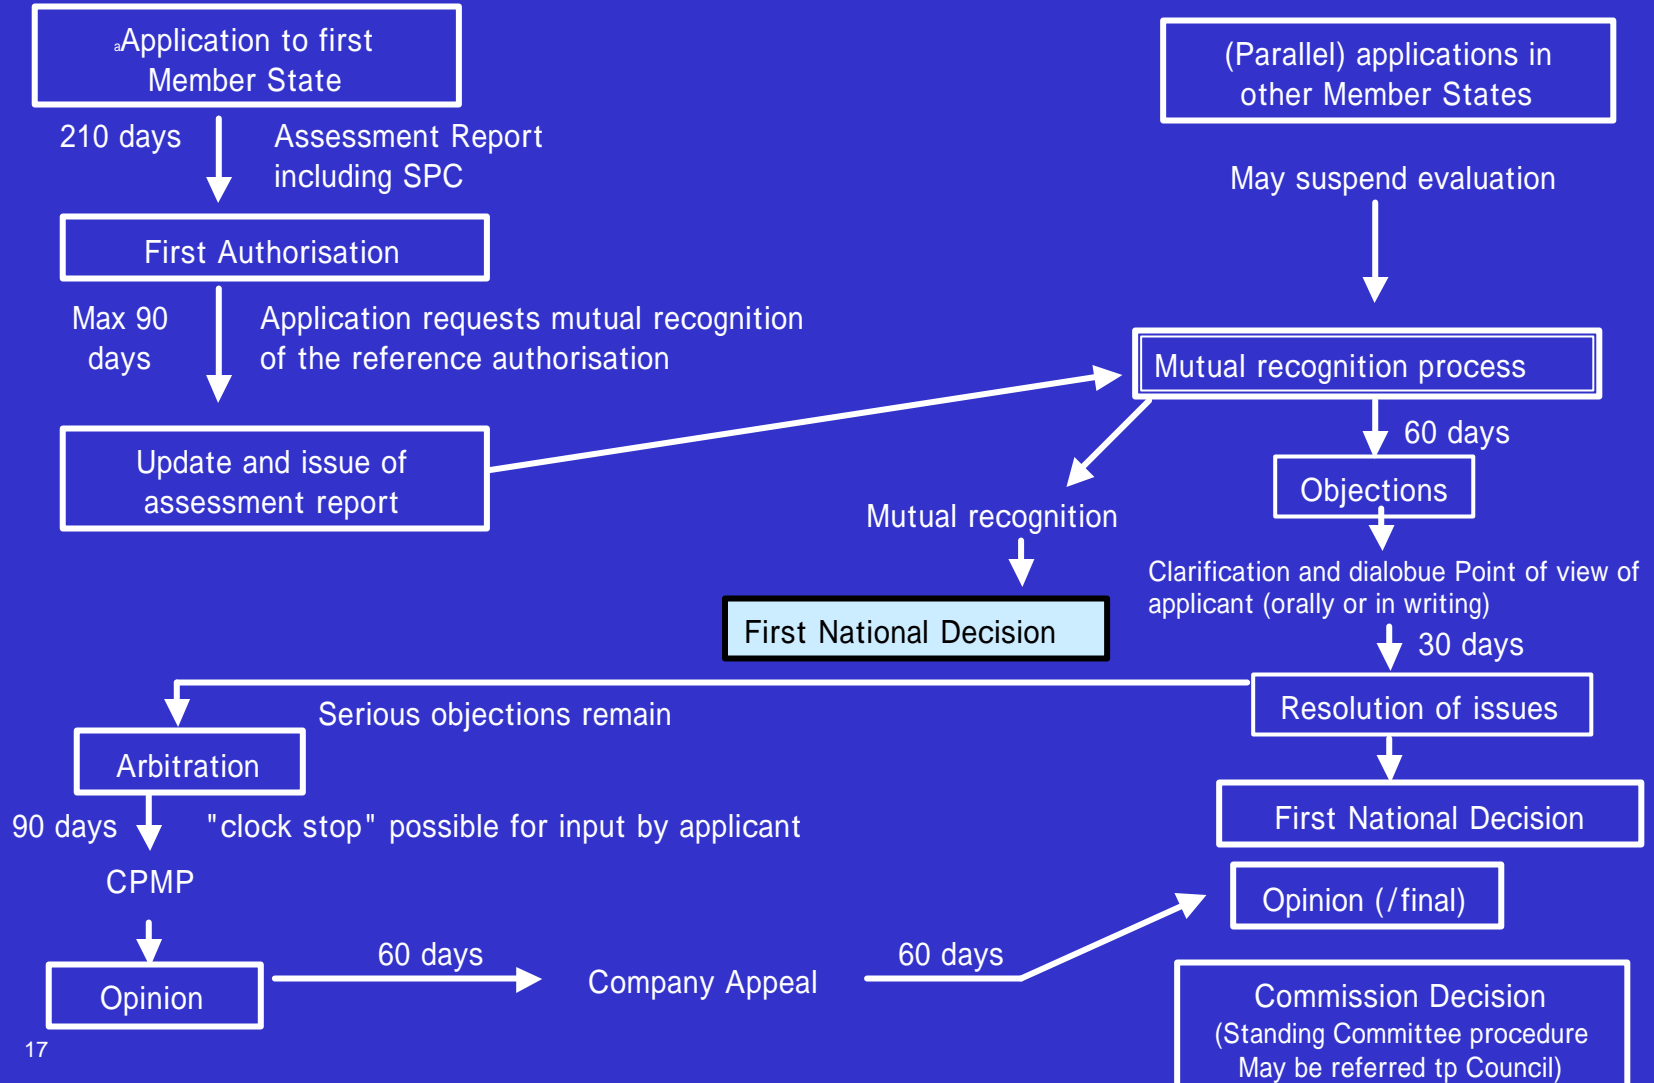 aApplication to first
Member State
(Parallel) applications in
other Member States
210 days
Assessment Report
including SPC
May suspend evaluation
First Authorisation
Max 90
days
Application requests mutual recognition
of the reference authorisation
Mutual recognition process
60 days
Update and issue of
assessment report
Objections
Mutual recognition
Clarification and dialobue Point of view of
applicant (orally or in writing)
First National Decision
30 days
Serious objections remain
Resolution of issues
Arbitration
90 days
"clock stop" possible for input by applicant
First National Decision
CPMP
Opinion (/final)
60 days
60 days
Opinion
Company Appeal
Commission Decision
(Standing Committee procedure
May be referred tp Council)
17